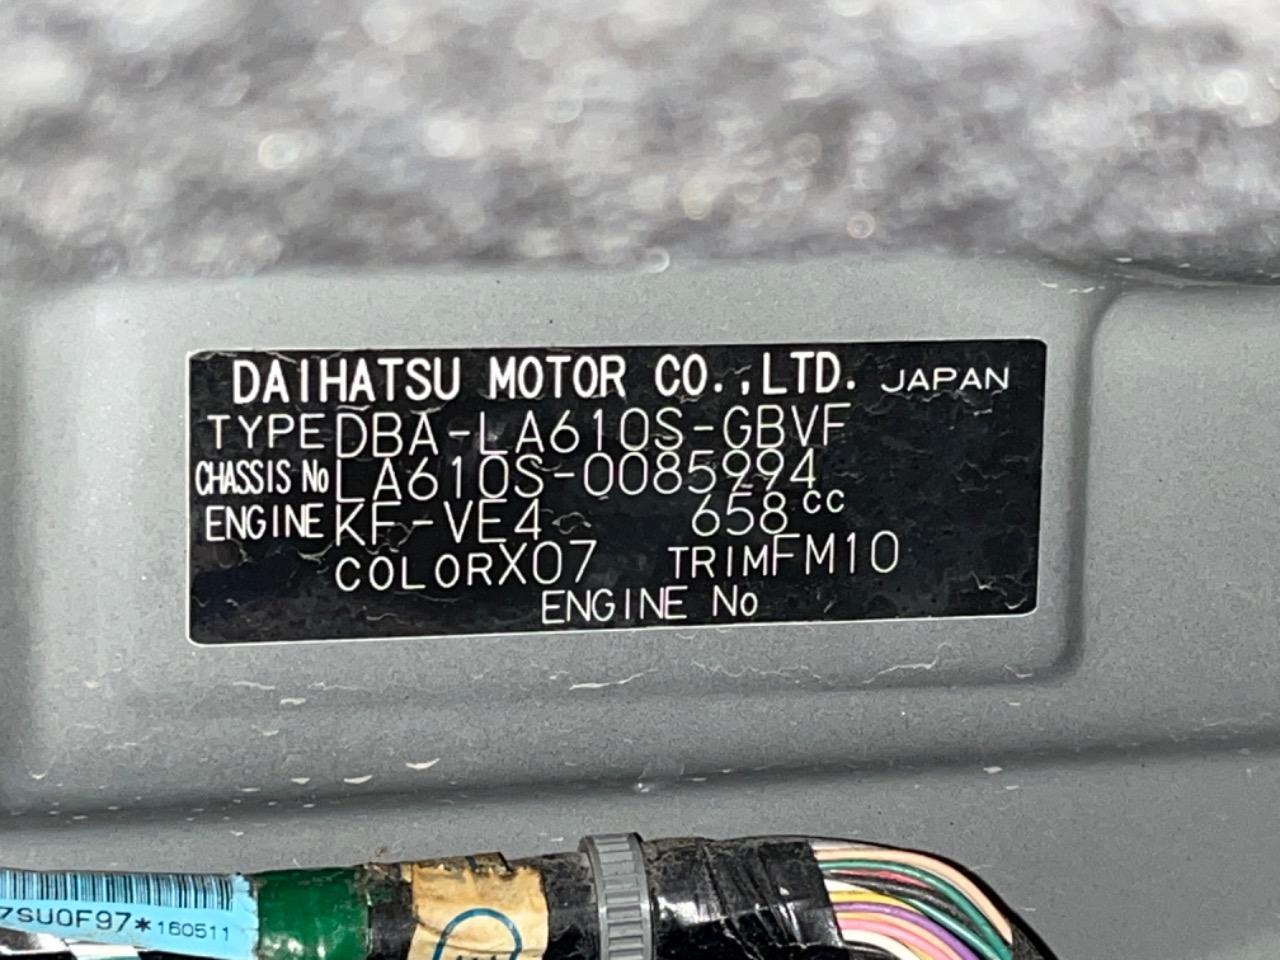 DAIHATSU MOTOR CO.,LTD. JAPAN
TYPE DBA-LA610S-GBVF
CHASSIS No LA610S-0085994
ENGINE KF-VE4 658cc
COLOR X07 TRIM FM10
ENGINE No
7SU0F97*160511